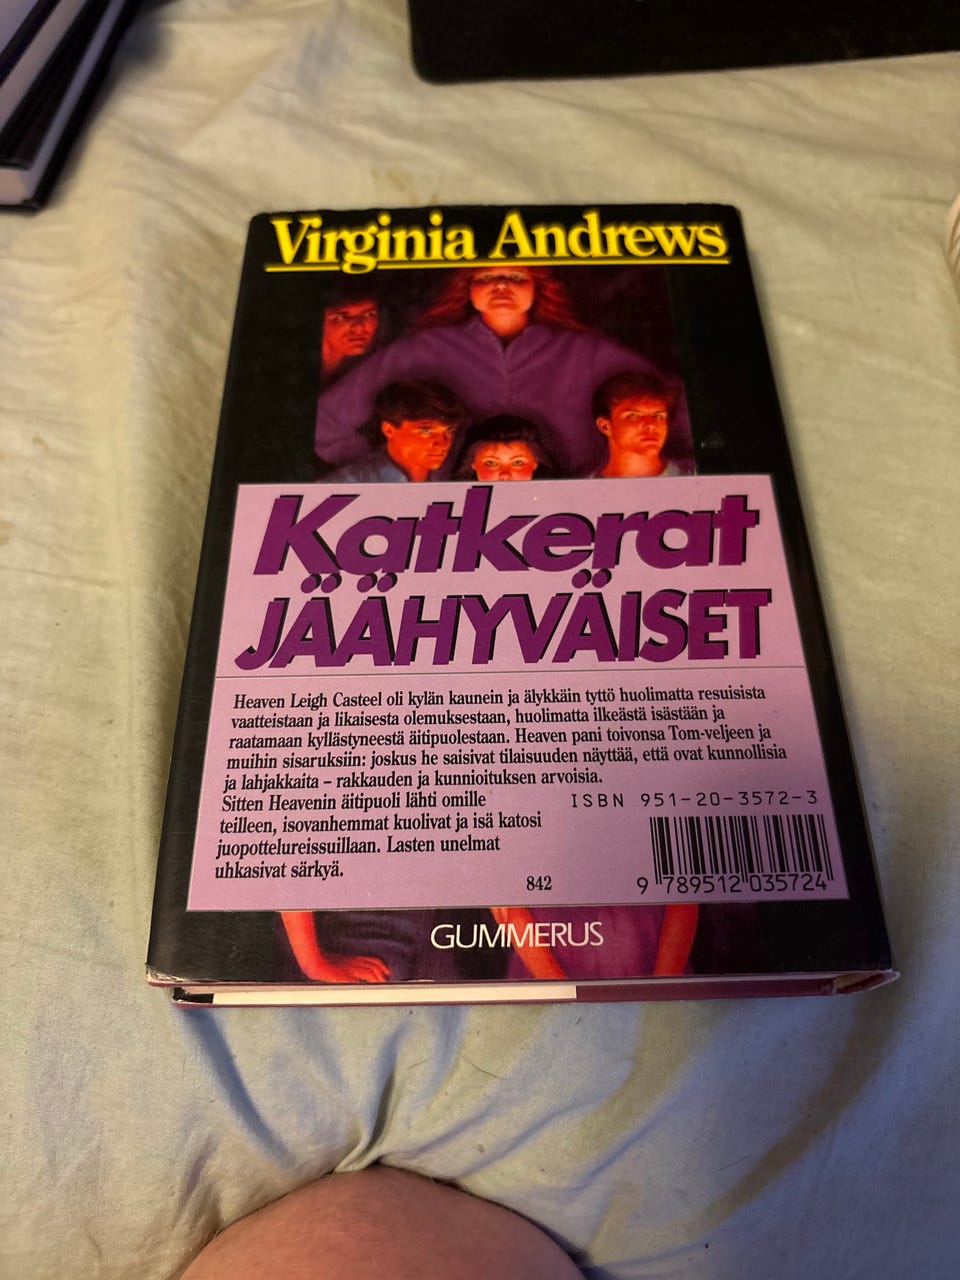 Virginia Andrews
Katkerat
JÄÄHYVÄISET
Heaven Leigh Casteel oli kylän kaunein ja älykkäin tyttö huolimatta resuisista
vaatteistaan ja likaisesta olemuksestaan, huolimatta ilkeästä isästään ja
raatamaan kyllästyneestä äitipuolestaan. Heaven pani toivonsa Tom-veljeen ja
muihin sisaruksiin: joskus he saisivat tilaisuuden näyttää, että ovat kunnollisia
ja lahjakkaita – rakkauden ja kunnioituksen arvoisia.
Sitten Heavenin äitipuoli lähti omille
teilleen, isovanhemmat kuolivat ja isä katosi
juopottelureissuillaan. Lasten unelmat
uhkasivat särkyä.
ISBN 951-20-3572-3
842
9 789512 035724
GUMMERUS